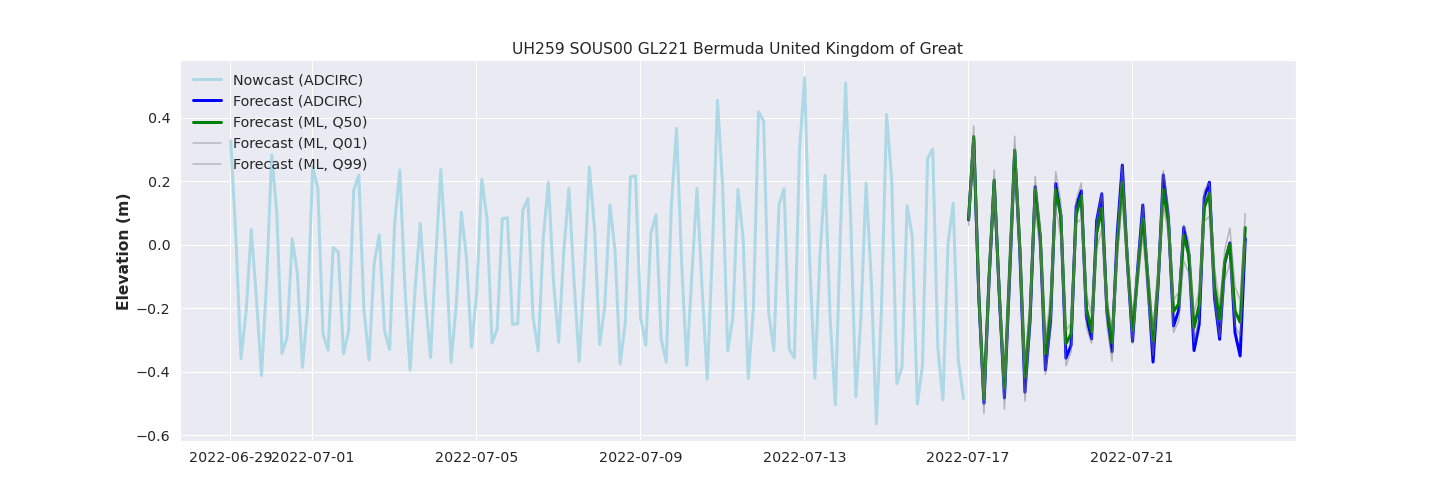 UH259 SOUS00 GL221 Bermuda United Kingdom of Great
Nowcast (ADCIRC)
Forecast (ADCIRC)
Forecast (ML, Q50)
Forecast (ML, Q01)
Forecast (ML, Q99)
Elevation (m)
0.4
0.2
0.0
−0.2
−0.4
−0.6
2022-06-29 2022-07-01 2022-07-05 2022-07-09 2022-07-13 2022-07-17 2022-07-21